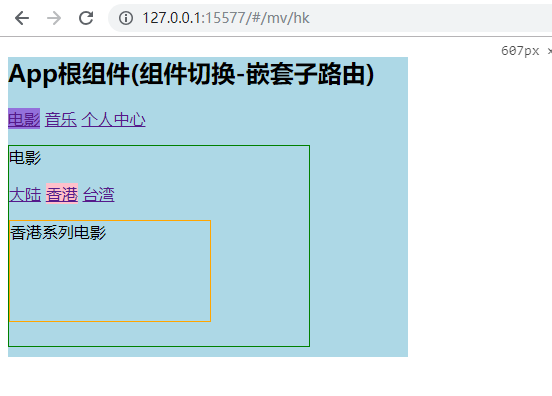 127.0.0.1:15577/#/mv/hk
607px ×
App根组件(组件切换-嵌套子路由)
电影 音乐 个人中心
电影
大陆 香港 台湾
香港系列电影